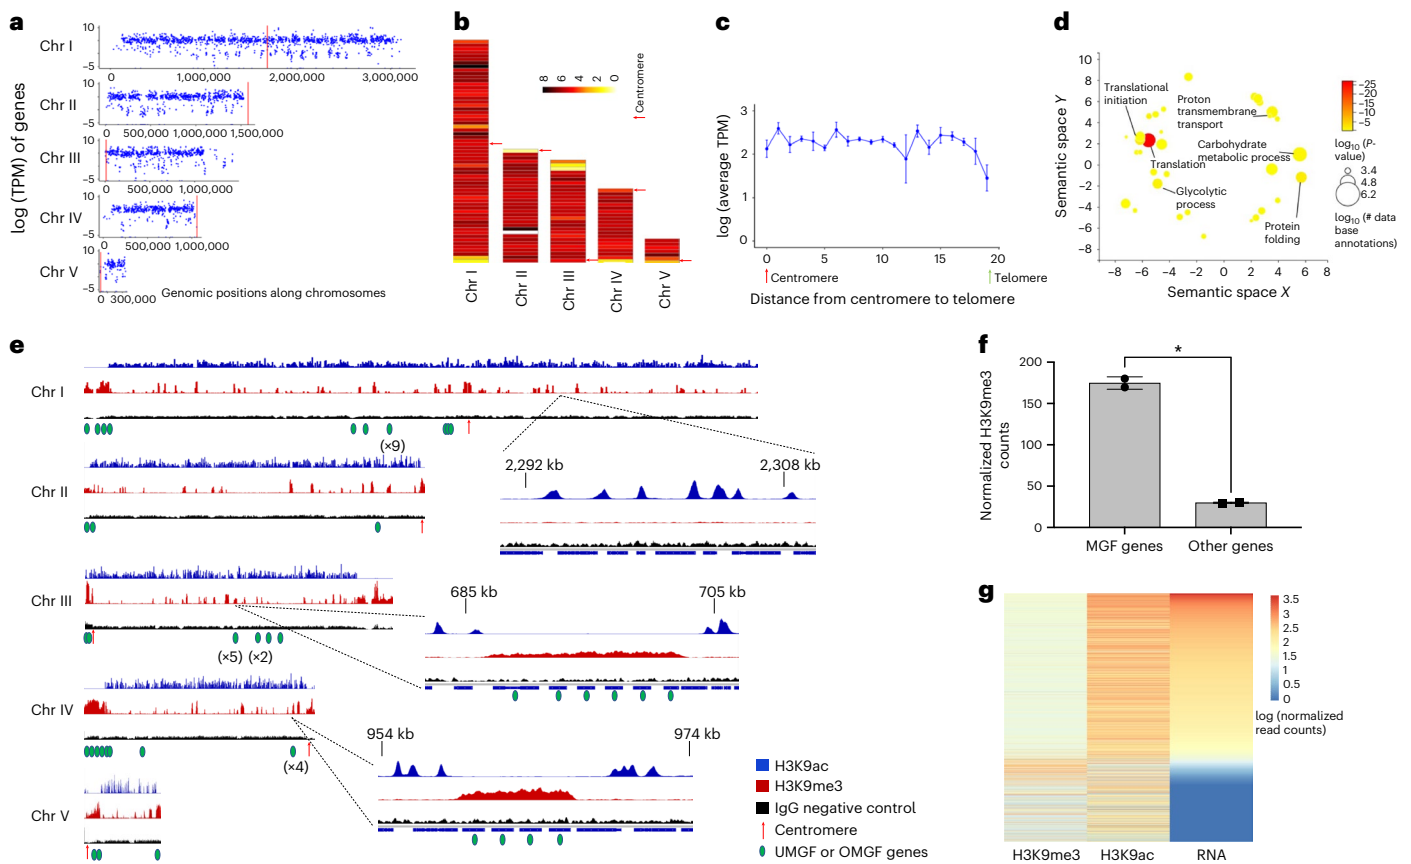 a
log (TPM) of genes
Chr I
10
−5
0
1,000,000
2,000,000
3,000,000
Chr II
10
−5
0
500,000
1,000,000
1,500,000
Chr III
10
−5
0
500,000
1,000,000
Chr IV
10
−5
0
500,000
1,000,000
Chr V
10
−5
0
300,000
Genomic positions along chromosomes
b
8
6
4
2
0
Centromere
Chr I
Chr II
Chr III
Chr IV
Chr V
c
log (average TPM)
3
2
1
0
0
5
10
15
20
Centromere
Telomere
Distance from centromere to telomere
d
Semantic space Y
10
8
6
4
2
0
−2
−4
−6
−8
−8
−6
−4
−2
0
2
4
6
8
Semantic space X
Translational
initiation
Proton
transmembrane
transport
Carbohydrate
metabolic process
Translation
Glycolytic
process
Protein
folding
−25
−20
−15
−10
−5
log10 (P-
value)
3.4
4.8
6.2
log10 (# data
base
annotations)
e
Chr I
(×9)
2,292 kb
2,308 kb
Chr II
Chr III
685 kb
705 kb
(×5)
(×2)
Chr IV
954 kb
974 kb
(×4)
Chr V
H3K9ac
H3K9me3
IgG negative control
Centromere
UMGF or OMGF genes
f
Normalized H3K9me3
counts
200
150
100
50
0
*
MGF genes
Other genes
g
H3K9me3
H3K9ac
RNA
3.5
3
2.5
2
1.5
1
0.5
0
log (normalized
read counts)